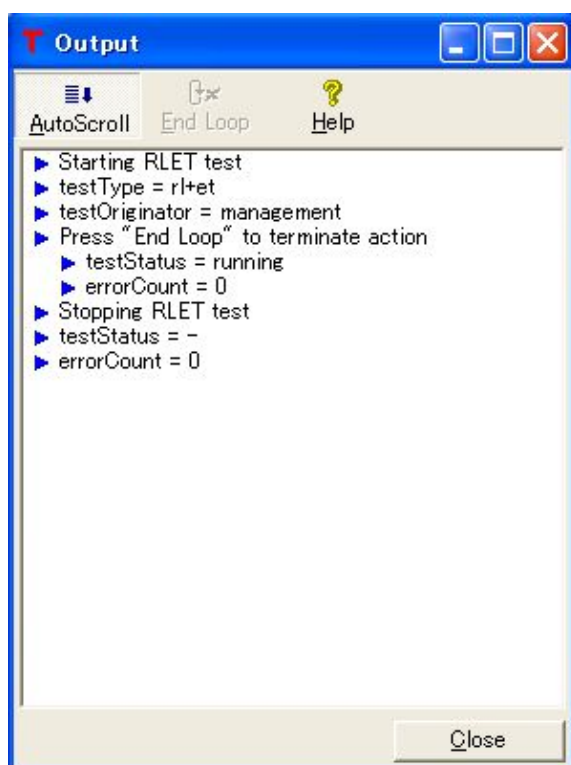 Output
AutoScroll
End Loop
Help
Starting RLET test
testType = rl+et
testOriginator = management
Press "End Loop" to terminate action
testStatus = running
errorCount = 0
Stopping RLET test
testStatus = -
errorCount = 0
Close